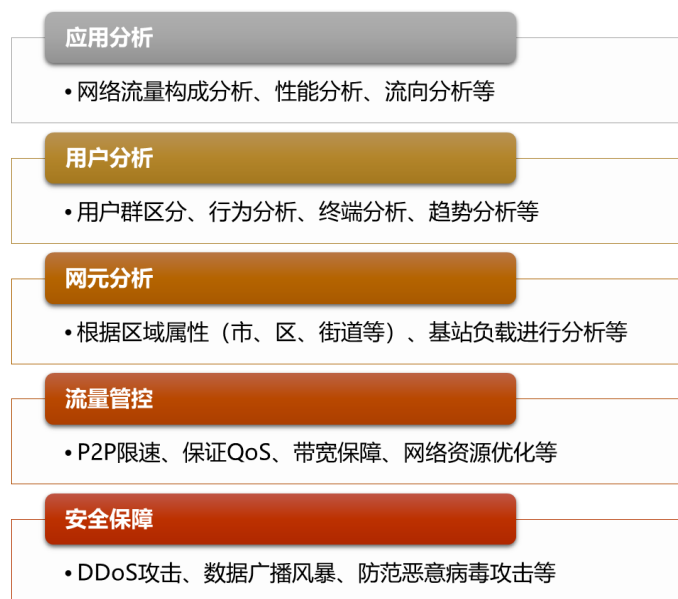 应用分析
•网络流量构成分析、性能分析、流向分析等
用户分析
•用户群区分、行为分析、终端分析、趋势分析等
网元分析
•根据区域属性（市、区、街道等）、基站负载进行分析等
流量管控
•P2P限速、保证QoS、带宽保障、网络资源优化等
安全保障
•DDoS攻击、数据广播风暴、防范恶意病毒攻击等